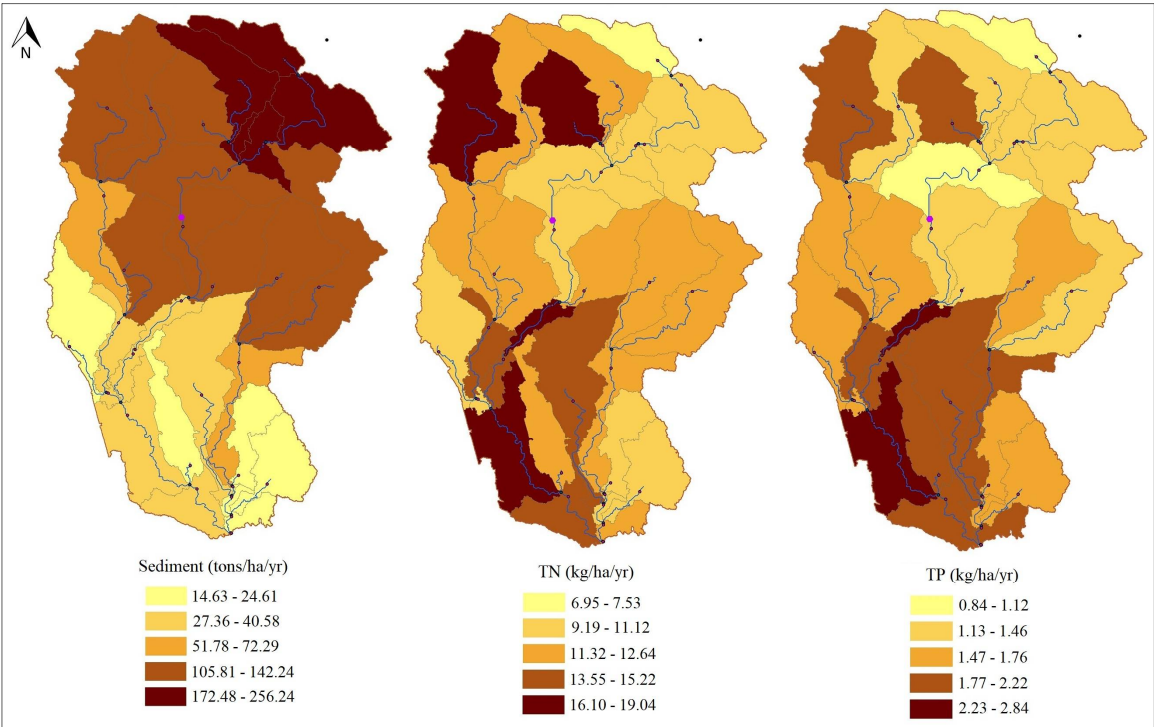 N
Sediment (tons/ha/yr)
14.63 - 24.61
27.36 - 40.58
51.78 - 72.29
105.81 - 142.24
172.48 - 256.24
TN (kg/ha/yr)
6.95 - 7.53
9.19 - 11.12
11.32 - 12.64
13.55 - 15.22
16.10 - 19.04
TP (kg/ha/yr)
0.84 - 1.12
1.13 - 1.46
1.47 - 1.76
1.77 - 2.22
2.23 - 2.84